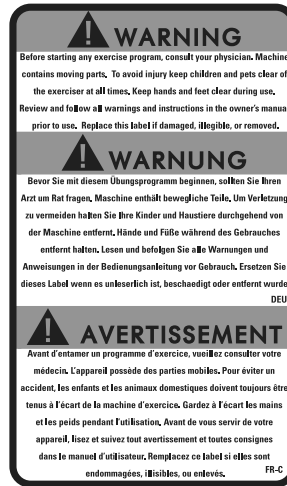 WARNING
Before starting any exercise program, consult your physician. Machine
contains moving parts. To avoid injury keep children and pets clear of
the exerciser at all times. Keep hands and feet clear during use.
Review and follow all warnings and instructions in the owner's manual
prior to use. Replace this label if damaged, illegible, or removed.
WARNUNG
Bevor Sie mit diesem Übungsprogramm beginnen, sollten Sie Ihren
Arzt um Rat fragen. Maschine enthält bewegliche Teile. Um Verletzung
zu vermeiden halten Sie Ihre Kinder und Haustiere durchgehend von
der Maschine entfernt. Hände und Füße während des Gebrauches
entfernt halten. Lesen und befolgen Sie alle Warnungen und
Anweisungen in der Bedienungsanleitung vor Gebrauch. Ersetzen Sie
dieses Label wenn es unleserlich ist, beschaedigt oder entfernt wurde
DEU
AVERTISSEMENT
Avant d'entamer un programme d'exercice, vueillez consulter votre
médecin. L'appareil possède des parties mobiles. Pour éviter un
accident, les enfants et les animaux domestiques doivent toujours être
tenus à l'écart de la machine d'exercice. Gardez à l'écart les mains
et les peids pendant l'utilisation. Avant de vous servir de votre
appareil, lisez et suivez tout avertissement et toutes consignes
dans le manuel d'utilisateur. Remplacez ce label si elles sont
endommagées, illisibles, ou enlevés.
FR-C